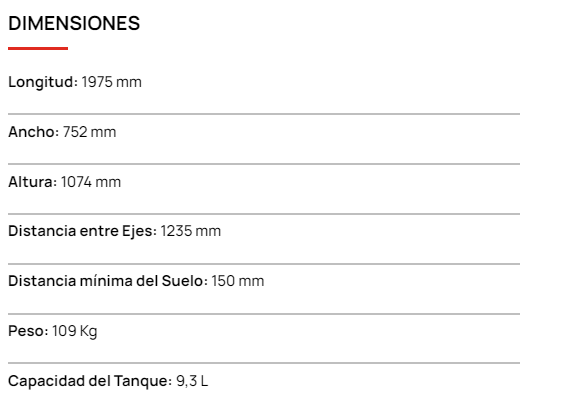 DIMENSIONES
Longitud: 1975 mm
Ancho: 752 mm
Altura: 1074 mm
Distancia entre Ejes: 1235 mm
Distancia mínima del Suelo: 150 mm
Peso: 109 Kg
Capacidad del Tanque: 9,3 L